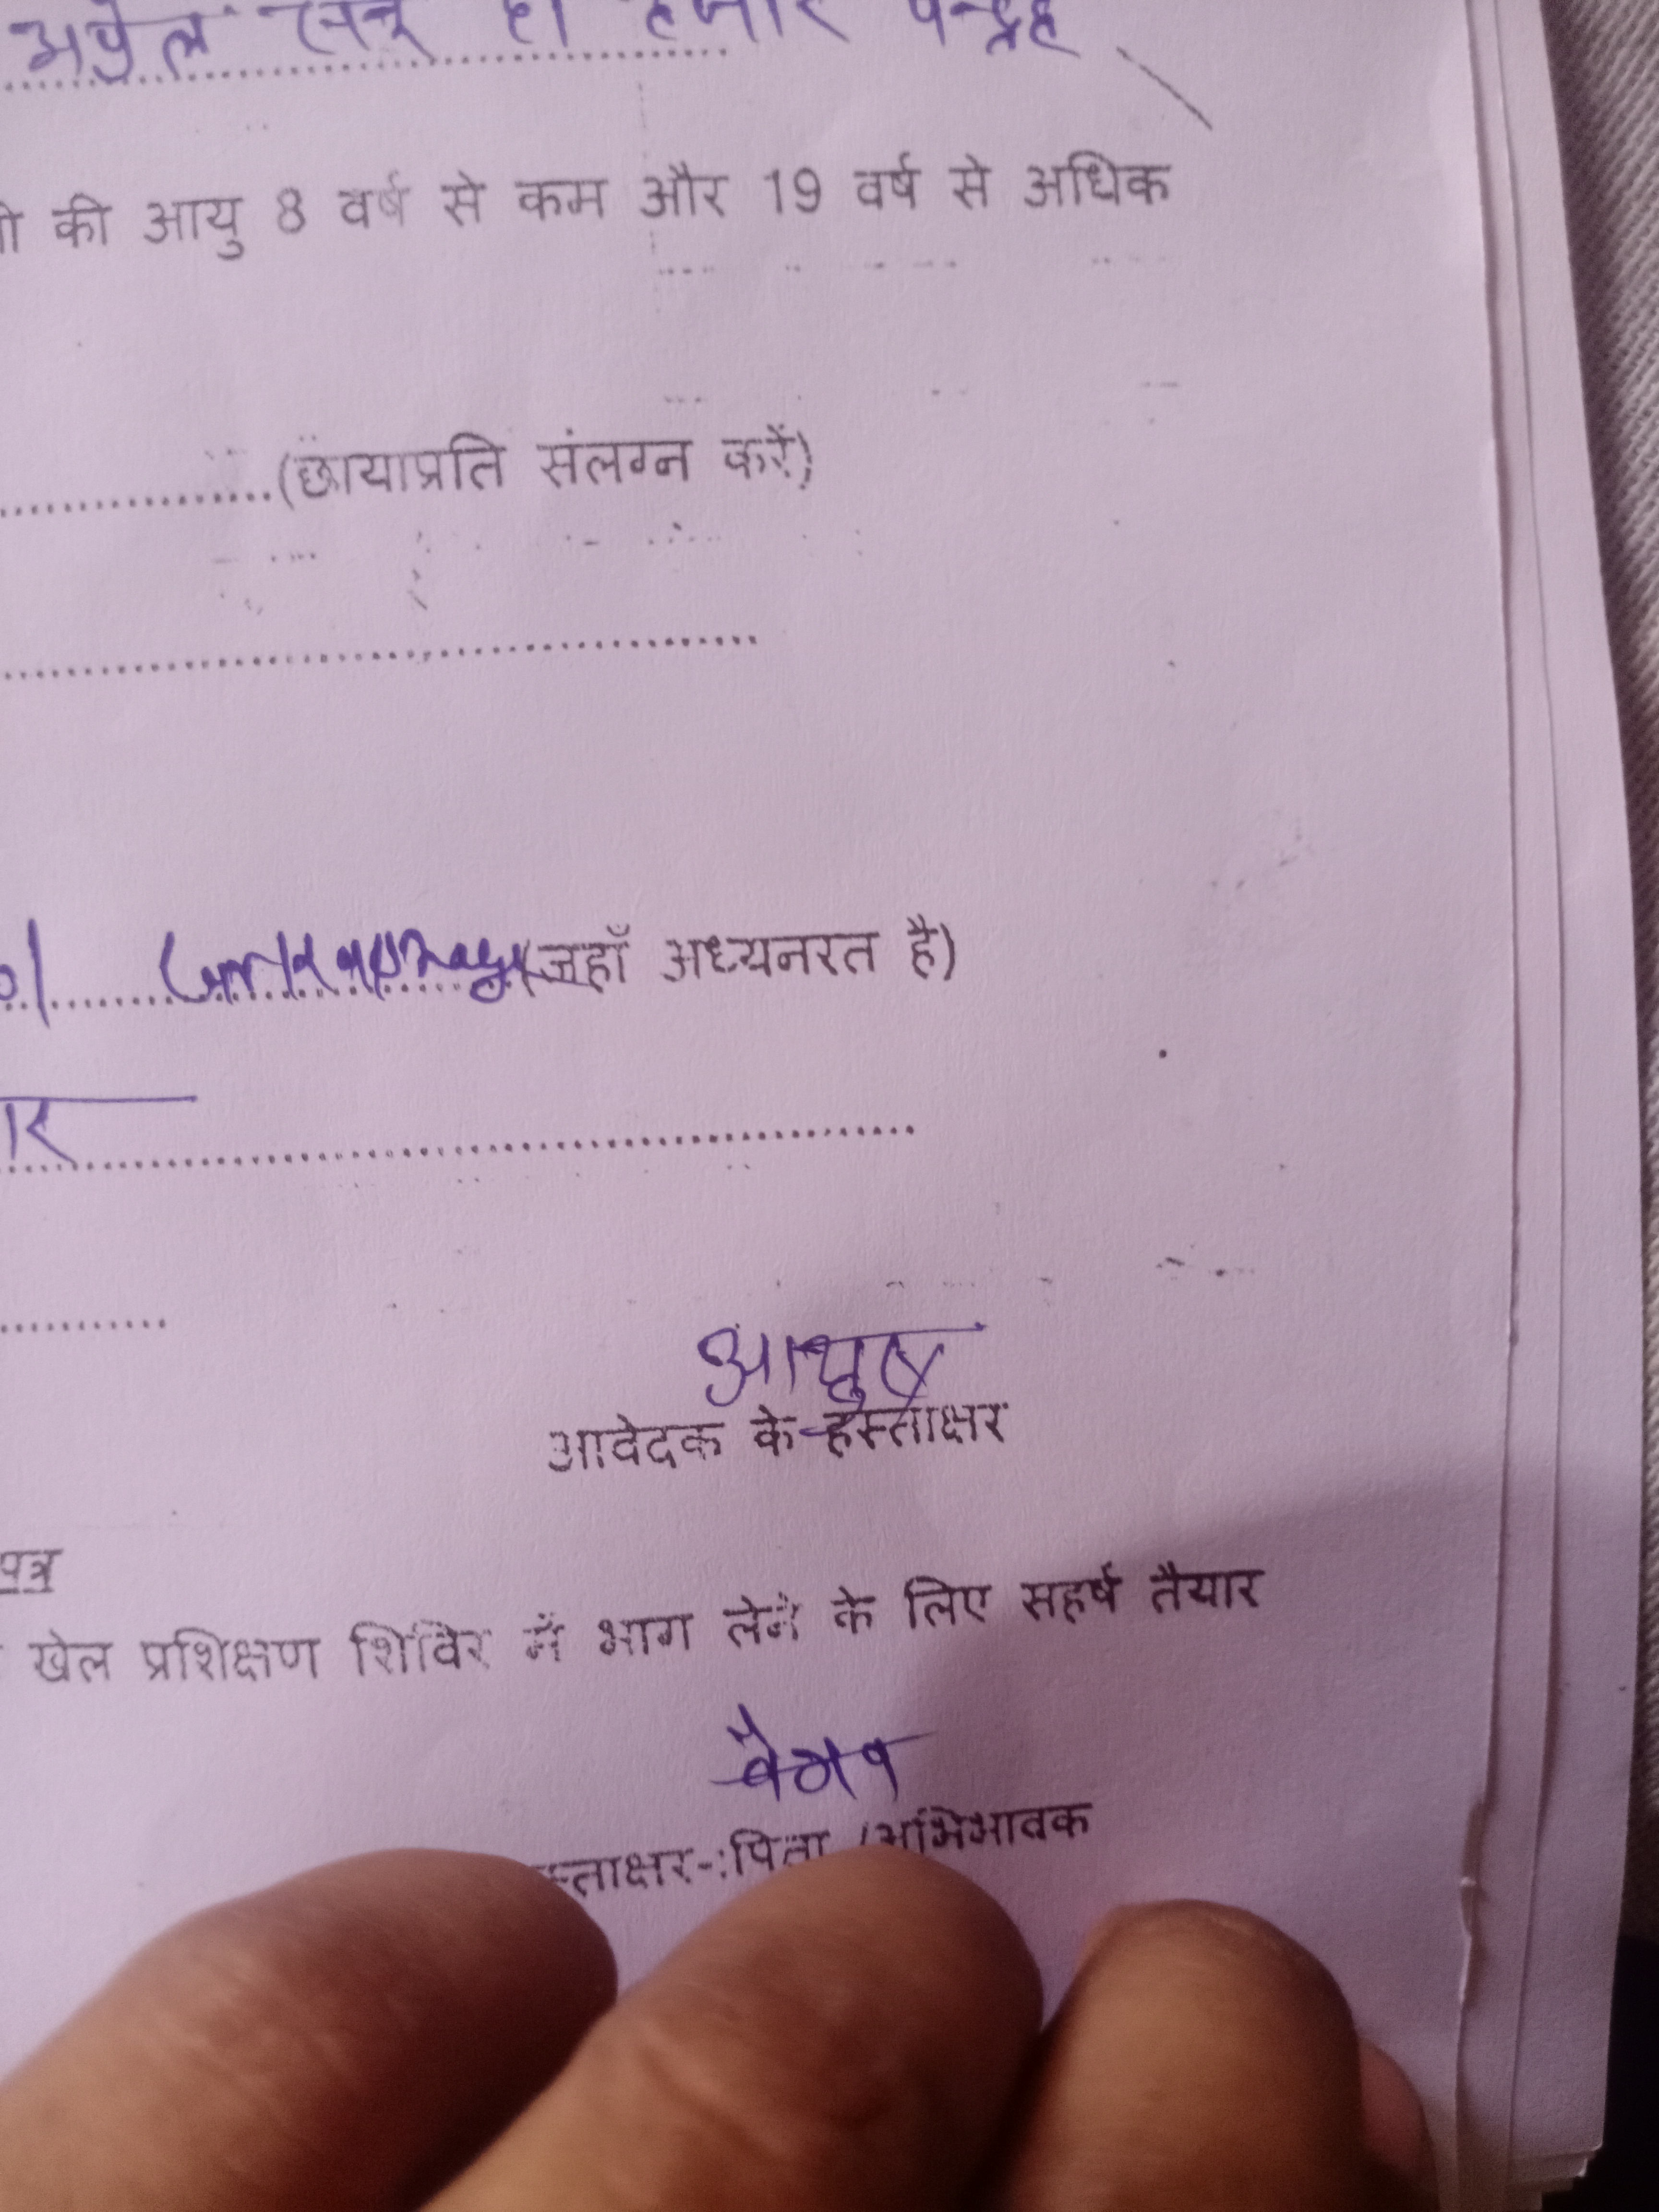 अप्रैल सन् दो हजार पन्द्रह
की आयु 8 वर्ष से कम और 19 वर्ष से अधिक
(छायाप्रति संलग्न करें)
(जहाँ अध्यनरत है)
आयुष
आवेदक के हस्ताक्षर
पत्र
खेल प्रशिक्षण शिविर में भाग लेने के लिए सहर्ष तैयार
स्ताक्षर-:पिता /अभिभावक